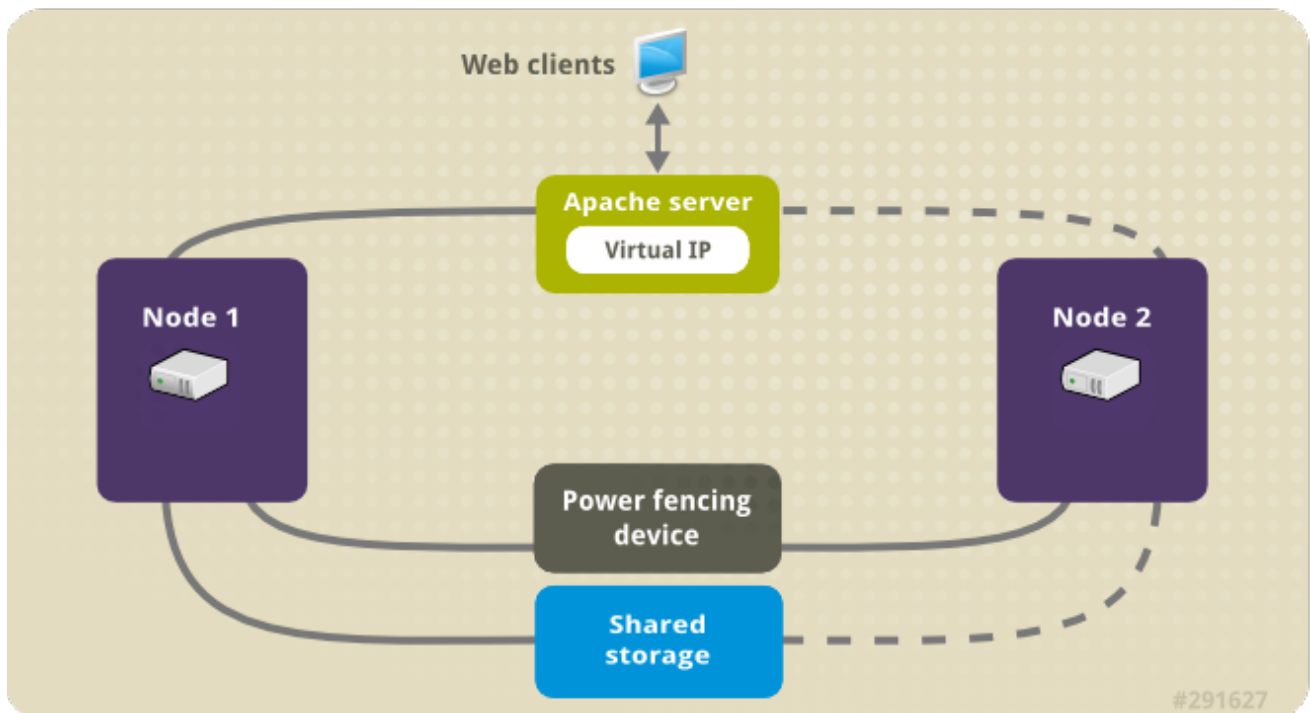 Web clients
Apache server
Virtual IP
Node 1
Node 2
Power fencing
device
Shared
storage
#291627